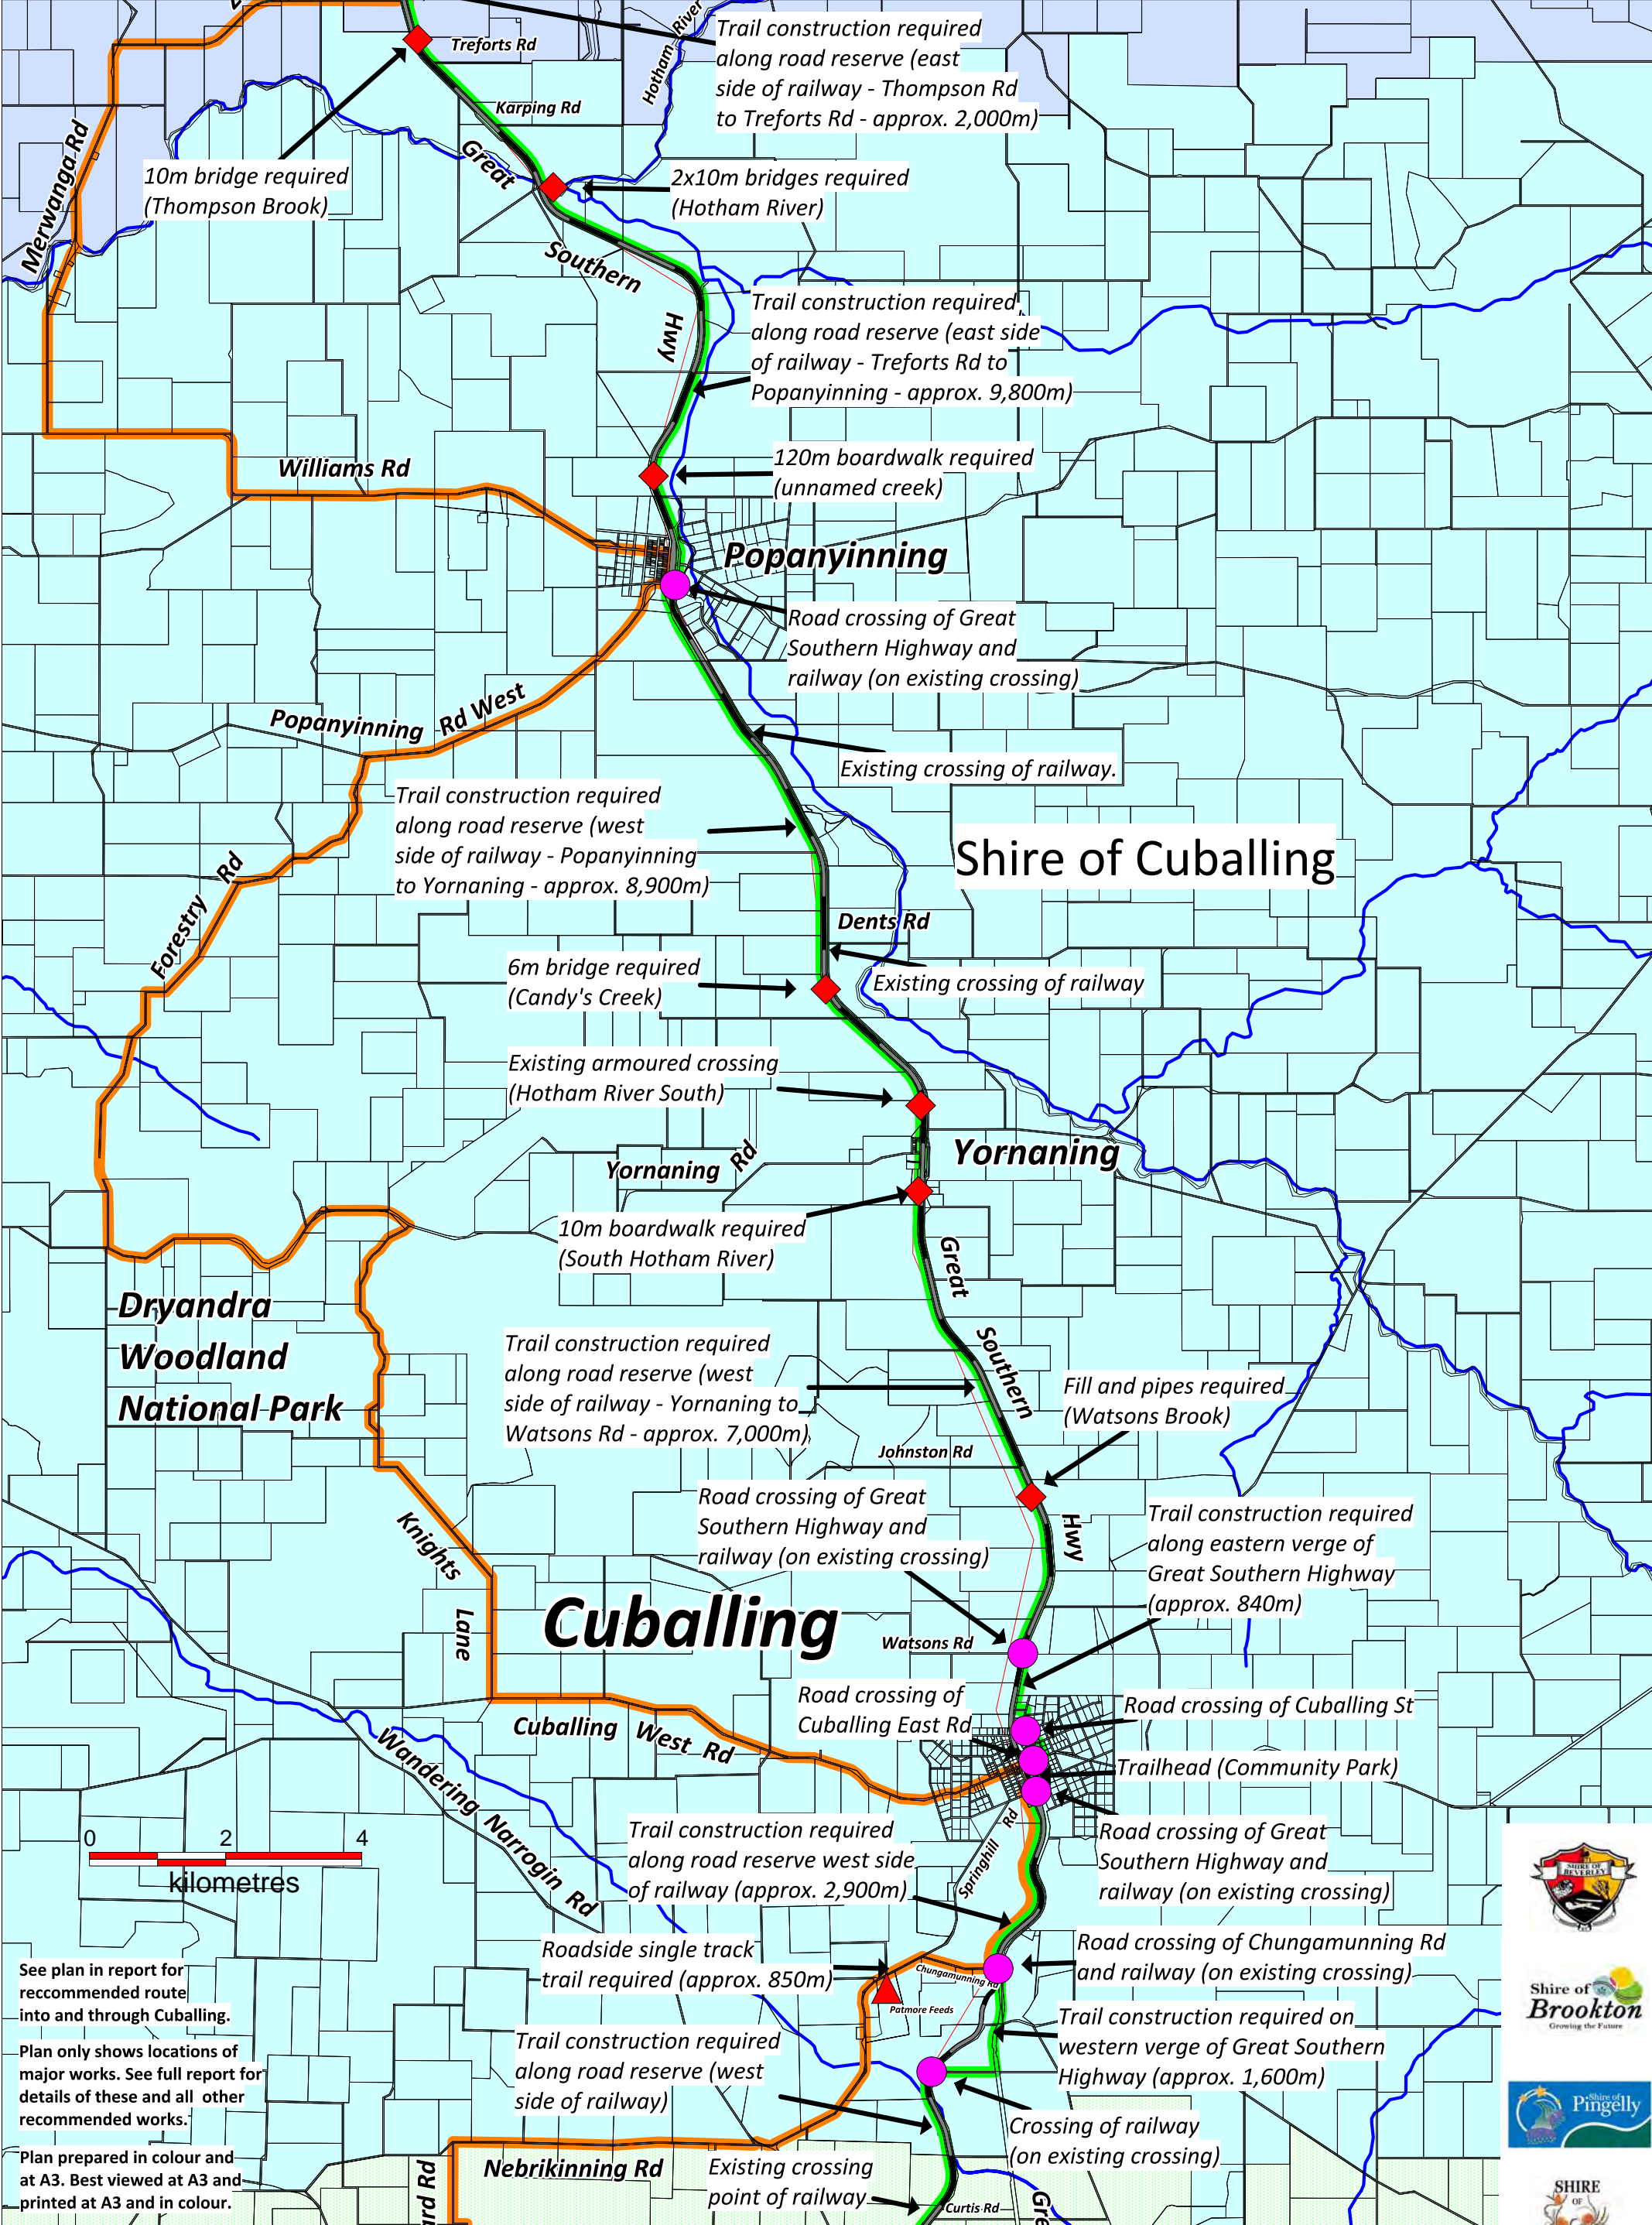 Trail construction required
along road reserve (east
side of railway - Thompson Rd
to Treforts Rd - approx. 2,000m)
Treforts Rd
Hotham River
Karping Rd
Merwanga Rd
10m bridge required
(Thompson Brook)
Great
2x10m bridges required
(Hotham River)
Southern
Hwy
Trail construction required
along road reserve (east side
of railway - Treforts Rd to
Popanyinning - approx. 9,800m)
Williams Rd
120m boardwalk required
(unnamed creek)
Popanyinning
Road crossing of Great
Southern Highway and
railway (on existing crossing)
Popanyinning Rd West
Existing crossing of railway.
Trail construction required
along road reserve (west
side of railway - Popanyinning
to Yornaning - approx. 8,900m)
Shire of Cuballing
Forestry Rd
Dents Rd
6m bridge required
(Candy's Creek)
Existing crossing of railway
Existing armoured crossing
(Hotham River South)
Yornaning Rd
Yornaning
10m boardwalk required
(South Hotham River)
Great
Dryandra
Woodland
National Park
Southern
Trail construction required
along road reserve (west
side of railway - Yornaning to
Watsons Rd - approx. 7,000m)
Fill and pipes required
(Watsons Brook)
Johnston Rd
Road crossing of Great
Southern Highway and
railway (on existing crossing)
Hwy
Trail construction required
along eastern verge of
Great Southern Highway
(approx. 840m)
Knights
Lane
Cuballing
Watsons Rd
Road crossing of
Cuballing East Rd
Road crossing of Cuballing St
Cuballing West Rd
Trailhead (Community Park)
Wandering Narrogin Rd
0 2 4
kilometres
Trail construction required
along road reserve west side
of railway (approx. 2,900m)
Springhill Rd
Road crossing of Great
Southern Highway and
railway (on existing crossing)
SHIRE OF
BEVERLEY
Roadside single track
trail required (approx. 850m)
Chungamunning Rd
Patmore Feeds
Road crossing of Chungamunning Rd
and railway (on existing crossing)
See plan in report for
reccommended route
into and through Cuballing.
Shire of
Brookton
Growing the Future
Trail construction required on
western verge of Great Southern
Highway (approx. 1,600m)
Trail construction required
along road reserve (west
side of railway)
Plan only shows locations of
major works. See full report for
details of these and all other
recommended works.
Shire of
Pingelly
Crossing of railway
(on existing crossing)
Plan prepared in colour and
at A3. Best viewed at A3 and
printed at A3 and in colour.
Nebrikinning Rd
Existing crossing
point of railway
Curtis Rd
SHIRE
OF